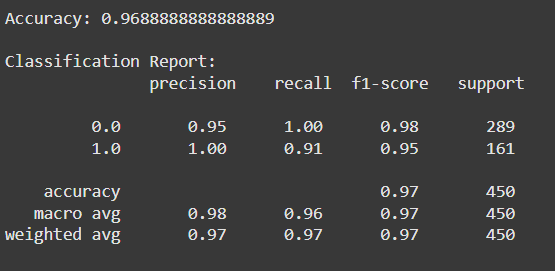 Accuracy: 0.9688888888888889
Classification Report:
precision recall f1-score support
0.0 0.95 1.00 0.98 289
1.0 1.00 0.91 0.95 161
accuracy 0.97 450
macro avg 0.98 0.96 0.97 450
weighted avg 0.97 0.97 0.97 450